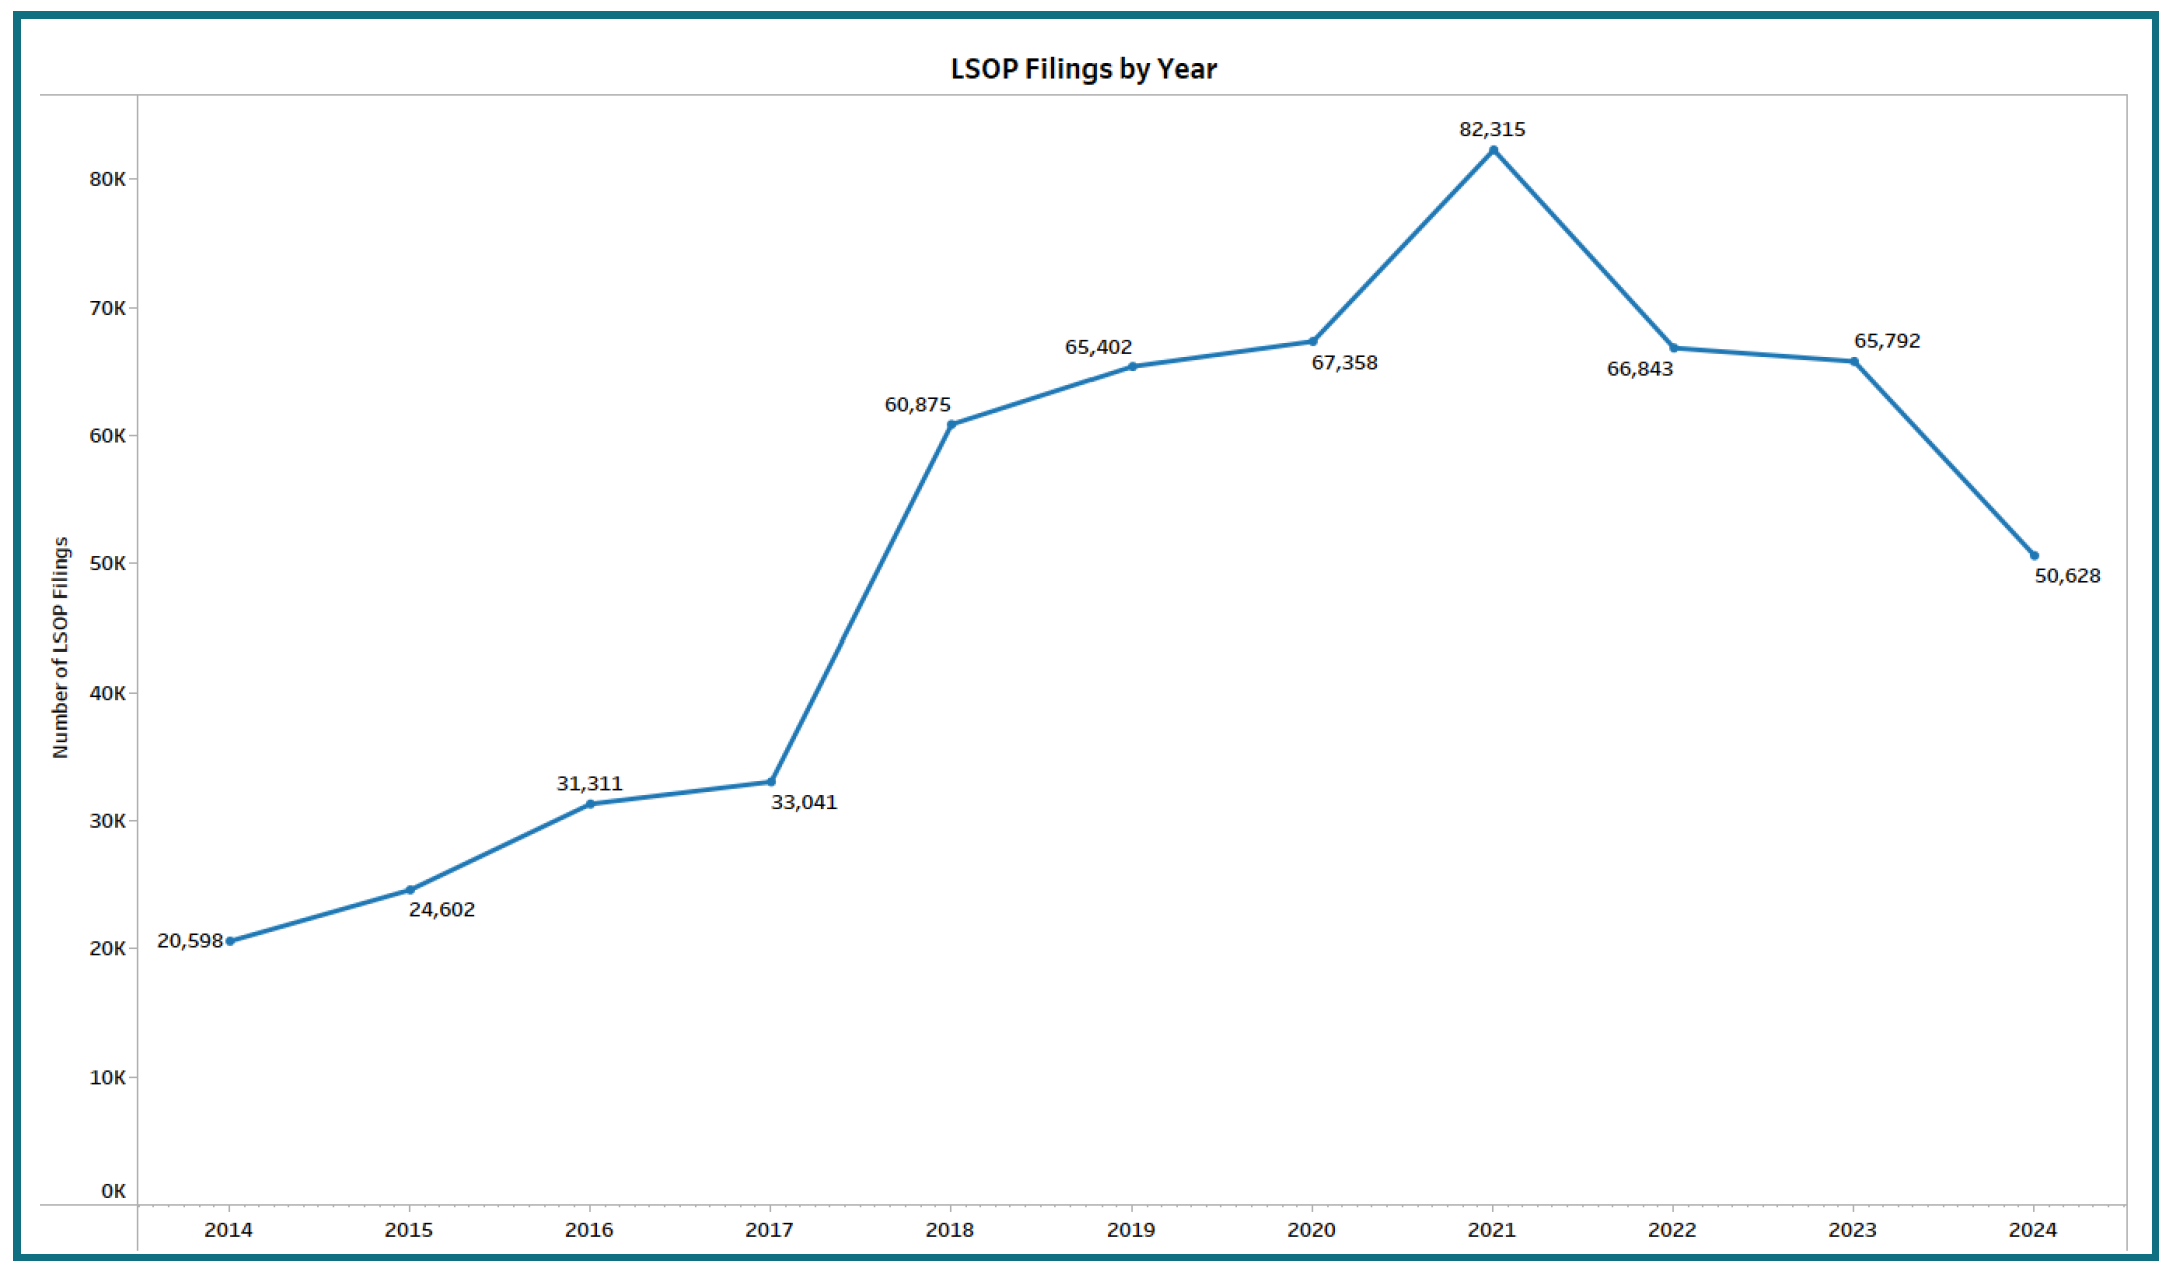 LSOP Filings by Year
Number of LSOP Filings
80K
70K
60K
50K
40K
30K
20K
10K
0K
20,598
24,602
31,311
33,041
60,875
65,402
67,358
82,315
66,843
65,792
50,628
2014
2015
2016
2017
2018
2019
2020
2021
2022
2023
2024